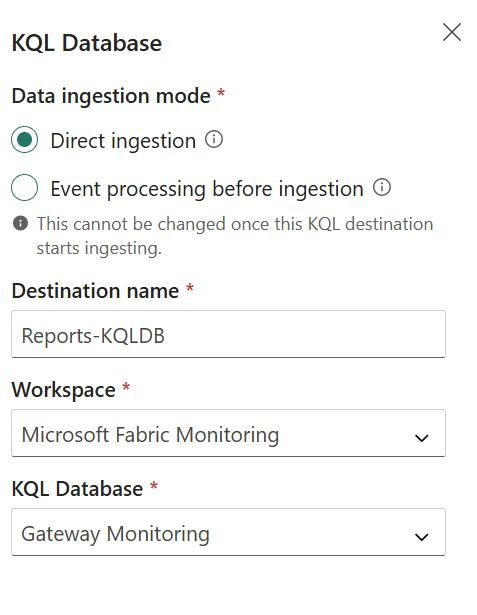 KQL Database
Data ingestion mode *
Direct ingestion
Event processing before ingestion
This cannot be changed once this KQL destination
starts ingesting.
Destination name *
Reports-KQLDB
Workspace *
Microsoft Fabric Monitoring
KQL Database *
Gateway Monitoring